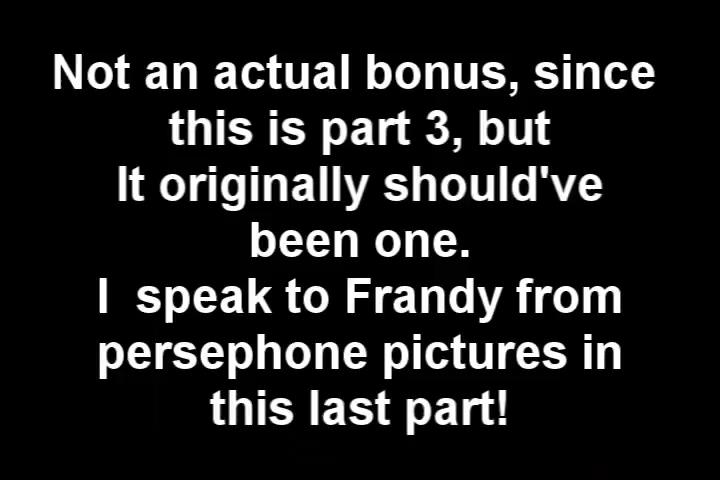 Not an actual bonus, since
this is part 3, but
It originally should've
been one.
I  speak to Frandy from
persephone pictures in
this last part!